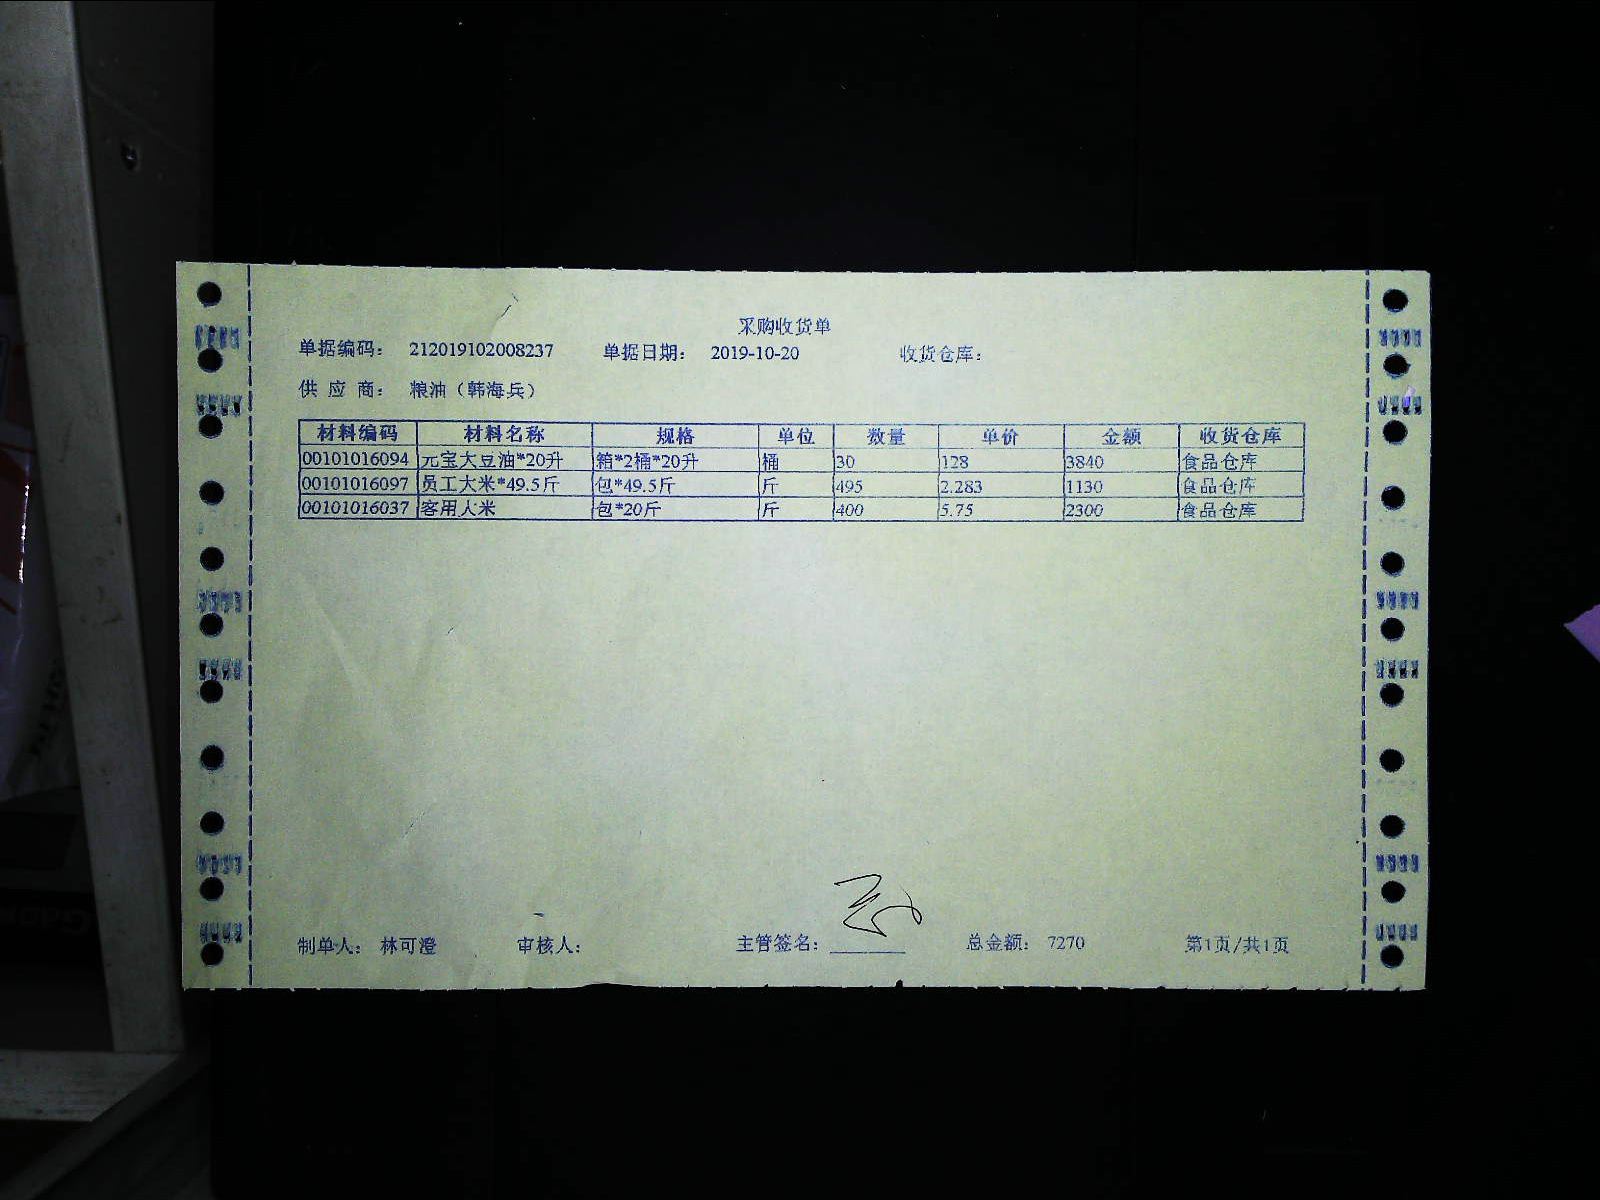 采购收货单
单据编码： 212019102008237 单据日期： 2019-10-20 收货仓库：
供 应 商： 粮油（韩海兵）
材料编码 材料名称 规格 单位 数量 单价 金额 收货仓库
00101016094 元宝大豆油*20升 箱*2桶*20升 桶 30 128 3840 食品仓库
00101016097 员工大米*49.5斤 包*49.5斤 斤 495 2.283 1130 食品仓库
00101016037 客用大米 包*20斤 斤 400 5.75 2300 食品仓库
制单人： 林可澄 审核人： 主管签名： 总金额： 7270 第1页/共1页